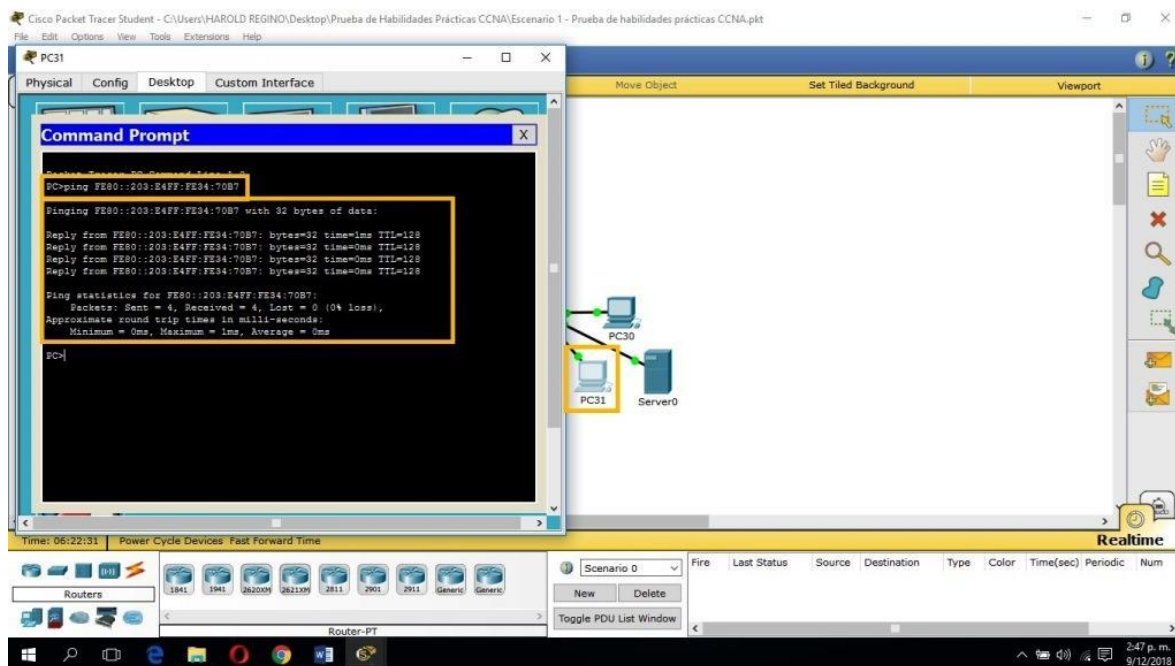 Cisco Packet Tracer Student - C:\Users\HAROLD REGINO\Desktop\Prueba de Habilidades Prácticas CCNA\Escenario 1 - Prueba de habilidades prácticas CCNA.pkt
File Edit Options View Tools Extensions Help
PC31
Physical Config Desktop Custom Interface
Move Object Set Tiled Background Viewport
Command Prompt X
Packet Tracer PC Command Line 1.0
PC>ping FE80::203:E4FF:FE34:70B7
Pinging FE80::203:E4FF:FE34:70B7 with 32 bytes of data:
Reply from FE80::203:E4FF:FE34:70B7: bytes=32 time=1ms TTL=128
Reply from FE80::203:E4FF:FE34:70B7: bytes=32 time=0ms TTL=128
Reply from FE80::203:E4FF:FE34:70B7: bytes=32 time=0ms TTL=128
Reply from FE80::203:E4FF:FE34:70B7: bytes=32 time=0ms TTL=128
Ping statistics for FE80::203:E4FF:FE34:70B7:
Packets: Sent = 4, Received = 4, Lost = 0 (0% loss),
Approximate round trip times in milli-seconds:
Minimum = 0ms, Maximum = 1ms, Average = 0ms
PC>
PC30
PC31 Server0
Time: 06:22:31 Power Cycle Devices Fast Forward Time Realtime
Routers
1841 1941 2620XM 2621XM 2811 2901 2911 Generic Generic
Router-PT
Scenario 0
New Delete
Toggle PDU List Window
Fire Last Status Source Destination Type Color Time(sec) Periodic Num
2:47 p. m.
9/12/2018